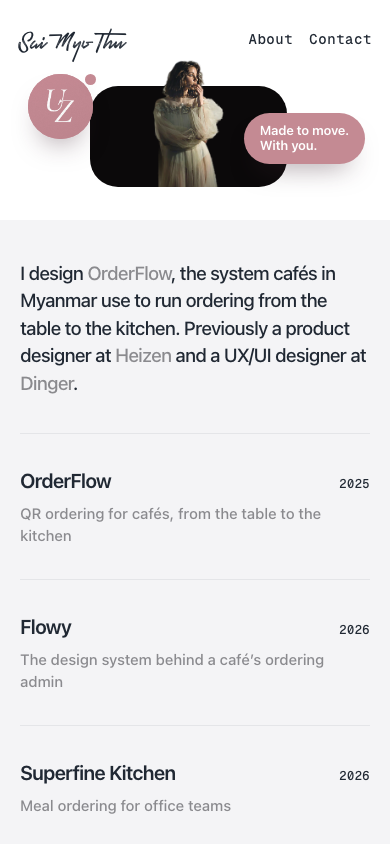 Sai Myo Thu
About Contact
UZ
Made to move.
With you.
I design OrderFlow, the system cafés in
Myanmar use to run ordering from the
table to the kitchen. Previously a product
designer at Heizen and a UX/UI designer at
Dinger.
OrderFlow 2025
QR ordering for cafés, from the table to the
kitchen
Flowy 2026
The design system behind a café’s ordering
admin
Superfine Kitchen 2026
Meal ordering for office teams